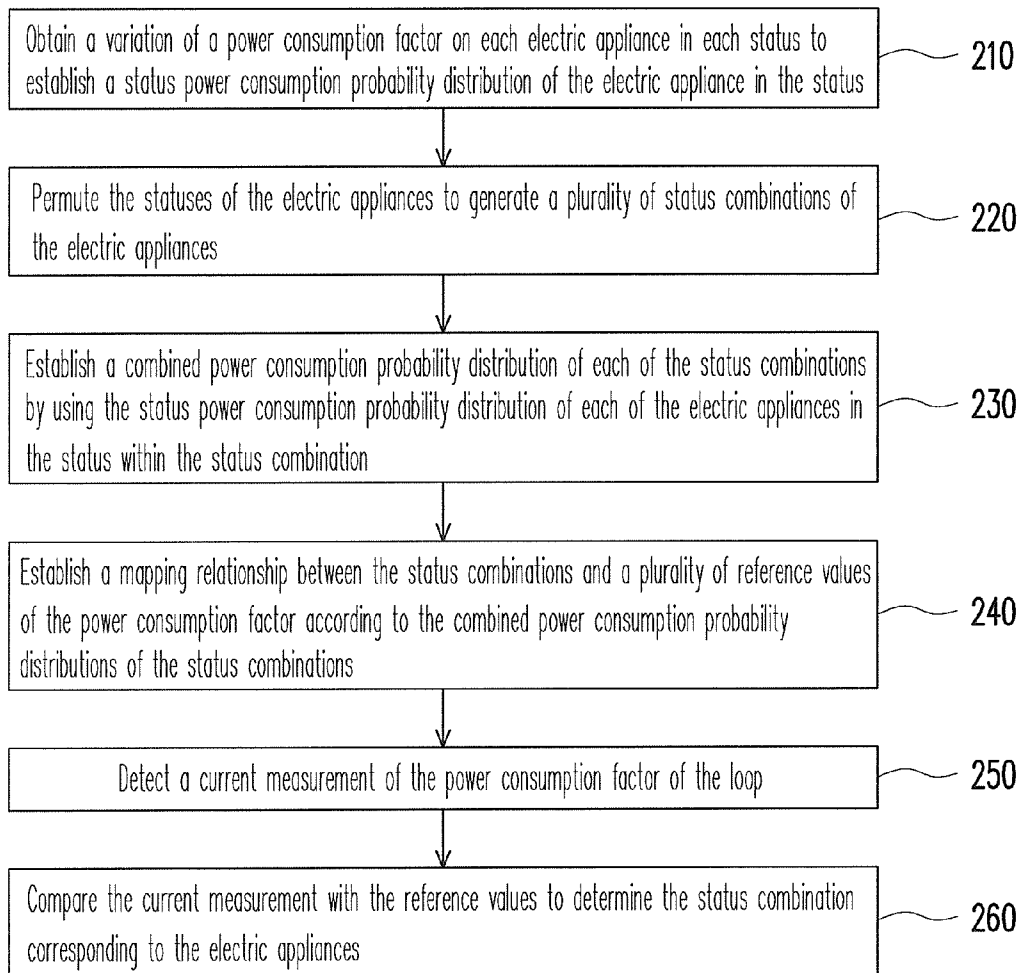 Obtain a variation of a power consumption factor on each electric appliance in each status to
establish a status power consumption probability distribution of the electric appliance in the status
210
Permute the statuses of the electric appliances to generate a plurality of status combinations of
the electric appliances
220
Establish a combined power consumption probability distribution of each of the status combinations
by using the status power consumption probability distribution of each of the electric appliances in
the status within the status combination
230
Establish a mapping relationship between the status combinations and a plurality of reference values
of the power consumption factor according to the combined power consumption probability
distributions of the status combinations
240
Detect a current measurement of the power consumption factor of the loop
250
Compare the current measurement with the reference values to determine the status combination
corresponding to the electric appliances
260